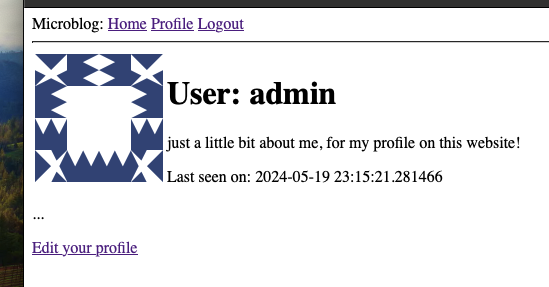 Microblog: Home Profile Logout
User: admin
just a little bit about me, for my profile on this website!
Last seen on: 2024-05-19 23:15:21.281466
...
Edit your profile